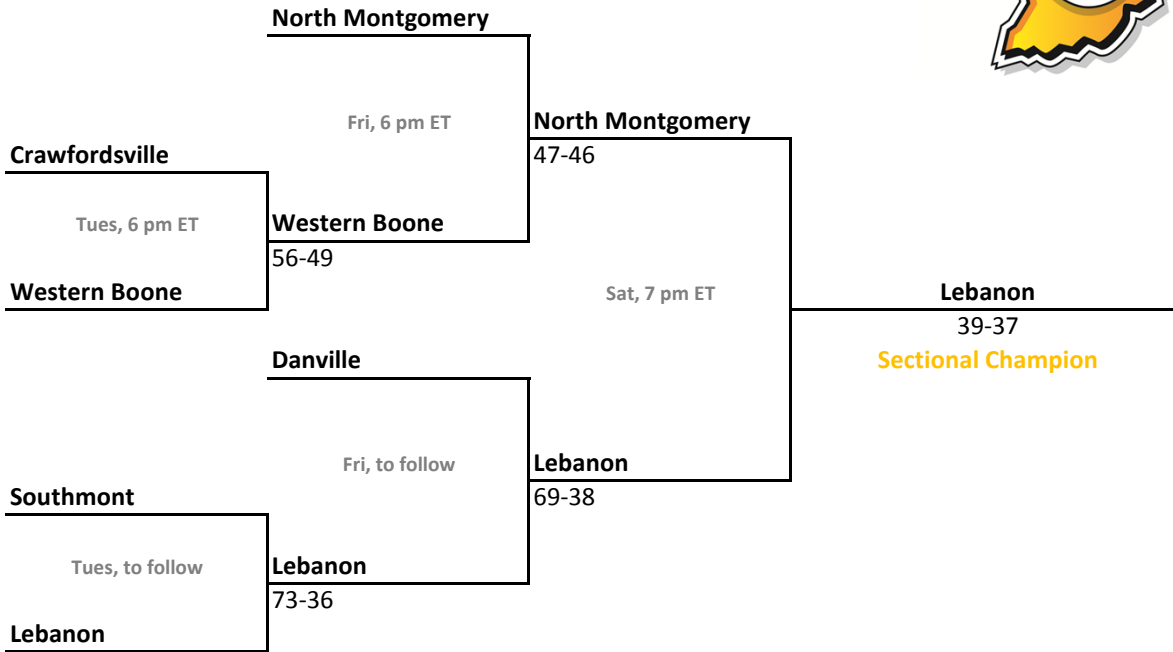 North Montgomery
Fri, 6 pm ET
North Montgomery
47-46
Crawfordsville
Tues, 6 pm ET
Western Boone
56-49
Western Boone
Sat, 7 pm ET
Lebanon
39-37
Sectional Champion
Danville
Fri, to follow
Lebanon
69-38
Southmont
Tues, to follow
Lebanon
73-36
Lebanon